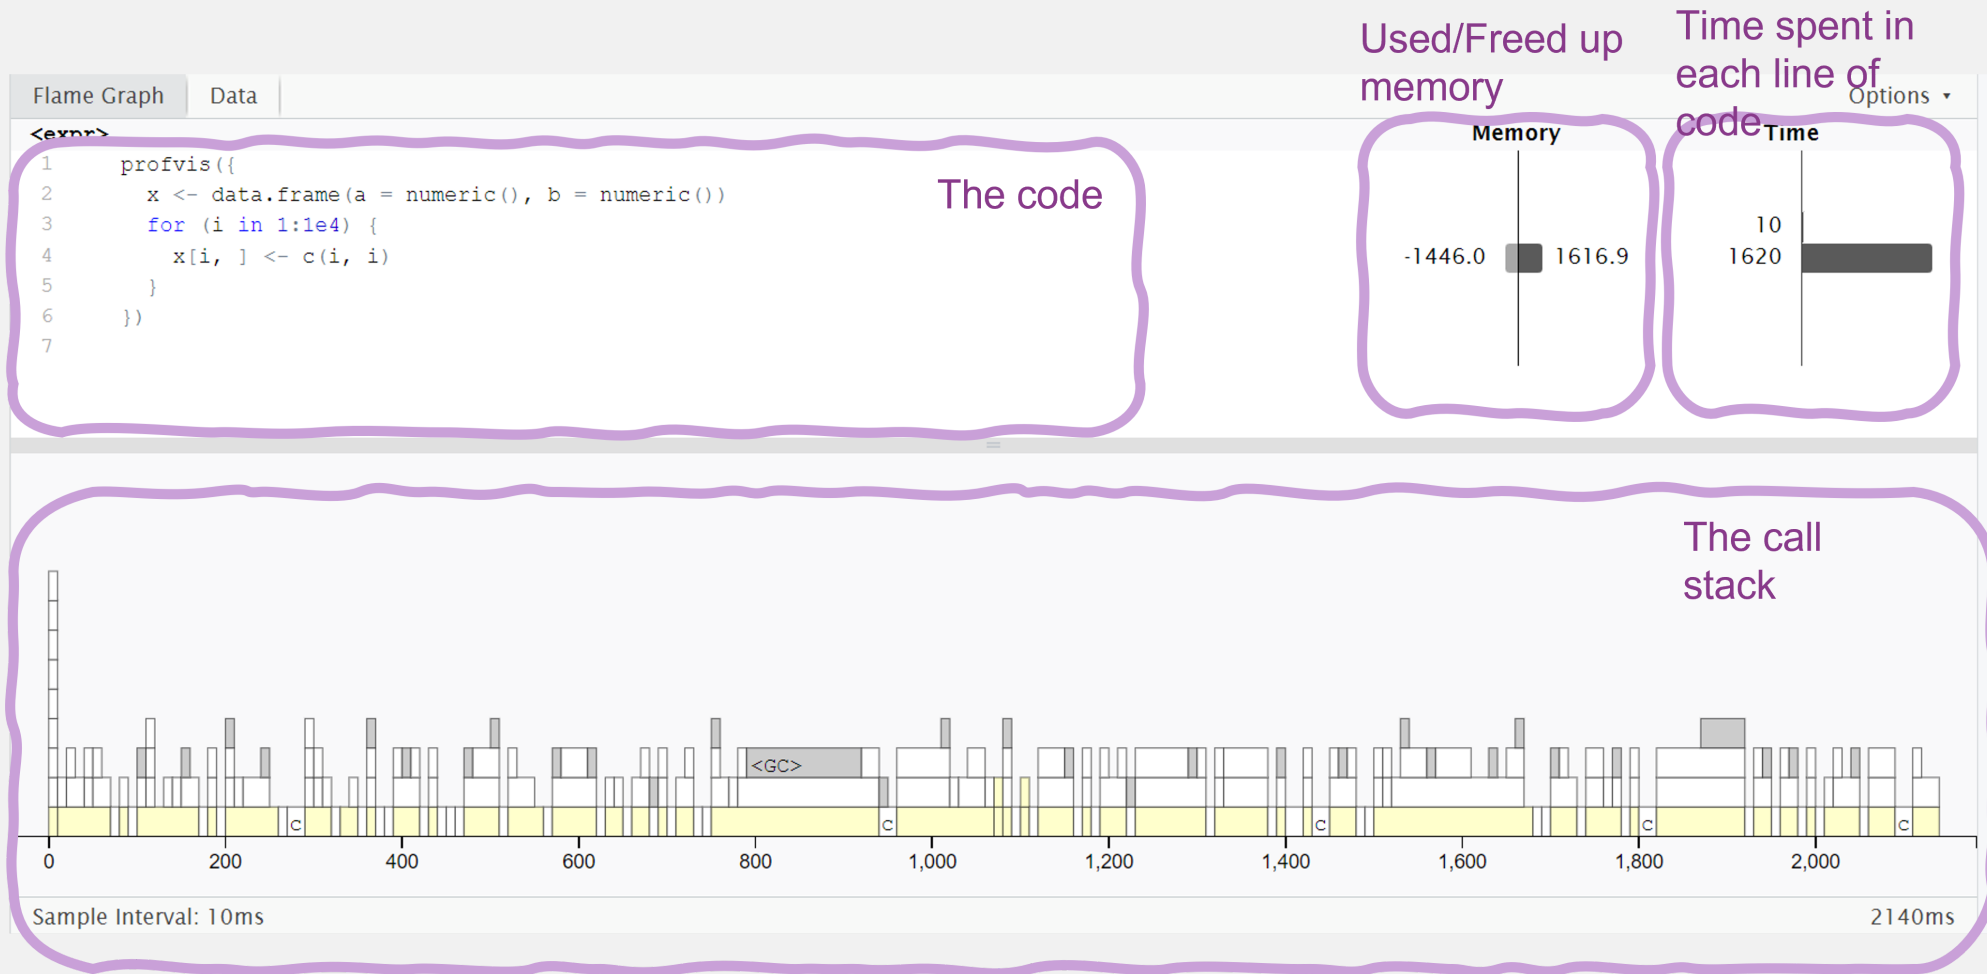 Used/Freed up
memory
Time spent in
each line of
code
Flame Graph Data
Options
<expr>
Memory
Time
1 profvis({
2 x <- data.frame(a = numeric(), b = numeric())
3 for (i in 1:1e4) {
4 x[i, ] <- c(i, i)
5 }
6 })
7
The code
10
-1446.0 1616.9
1620
The call
stack
<GC>
c c c c c
0 200 400 600 800 1,000 1,200 1,400 1,600 1,800 2,000
Sample Interval: 10ms
2140ms